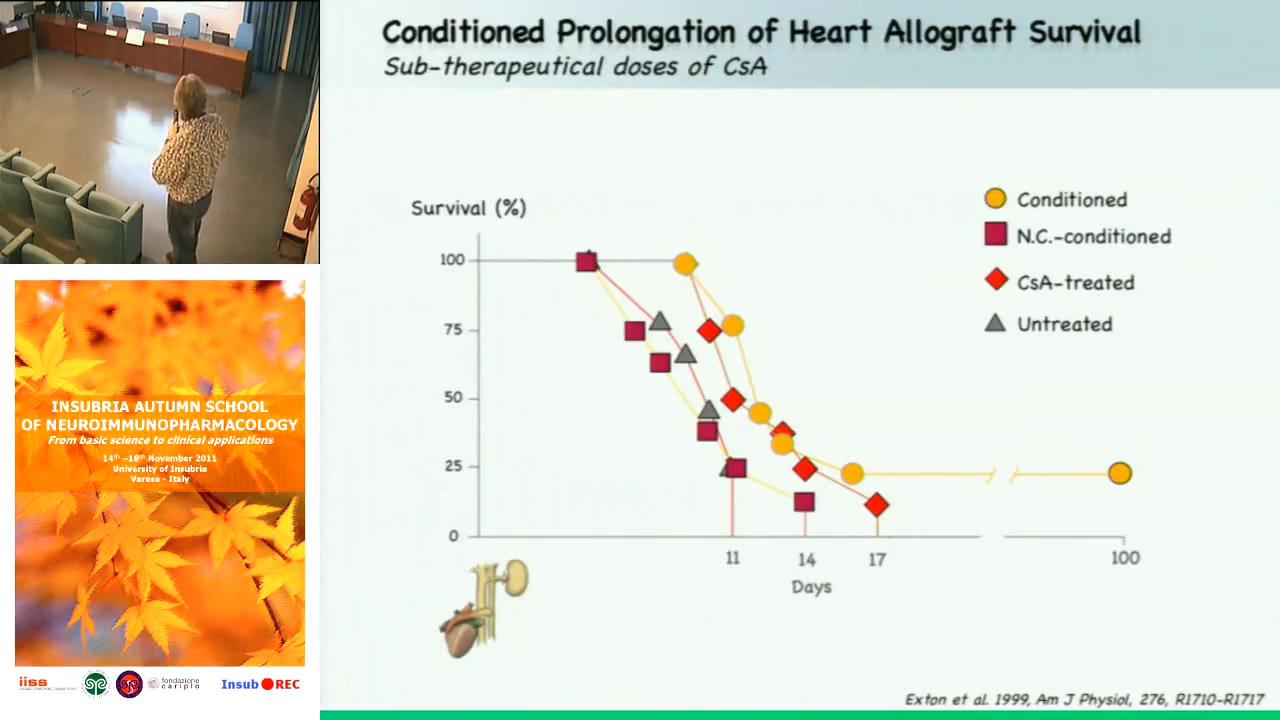 Conditioned Prolongation of Heart Allograft Survival
Sub-therapeutical doses of CsA
Survival (%)
Conditioned
N.C.-conditioned
CsA-treated
Untreated
100
75
50
25
0
11
14
17
100
Days
Exton et al. 1999, Am J Physiol, 276, R1710-R1717
INSUBRIA AUTUMN SCHOOL
OF NEUROIMMUNOPHARMACOLOGY
From basic science to clinical applications
14th –18th November 2011
University of Insubria
Varese - Italy
iiss
fondazione
cariplo
Insub REC